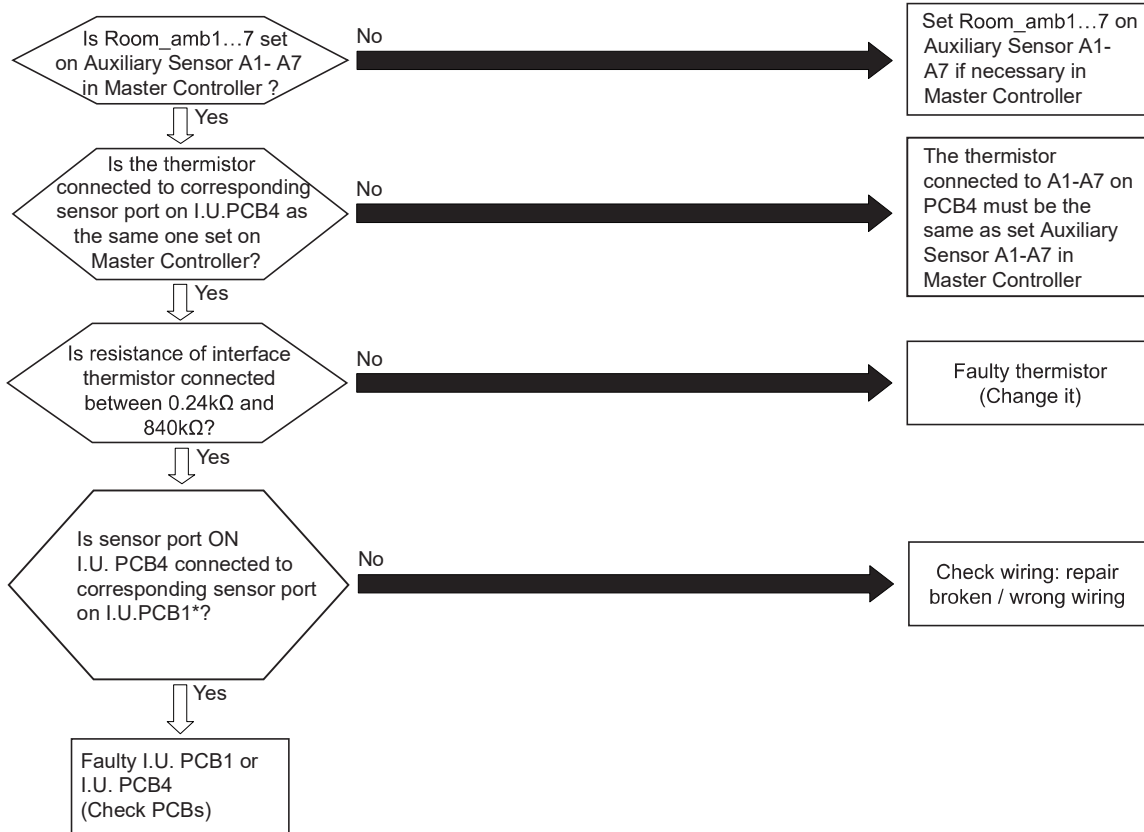 Is Room_amb1…7 set
on Auxiliary Sensor A1- A7
in Master Controller ?
No
Set Room_amb1…7 on
Auxiliary Sensor A1-
A7 if necessary in
Master Controller
Yes
Is the thermistor
connected to corresponding
sensor port on I.U.PCB4 as
the same one set on
Master Controller?
No
The thermistor
connected to A1-A7 on
PCB4 must be the
same as set Auxiliary
Sensor A1-A7 in
Master Controller
Yes
Is resistance of interface
thermistor connected
between 0.24kΩ and
840kΩ?
No
Faulty thermistor
(Change it)
Yes
Is sensor port ON
I.U. PCB4 connected to
corresponding sensor port
on I.U.PCB1*?
No
Check wiring: repair
broken / wrong wiring
Yes
Faulty I.U. PCB1 or
I.U. PCB4
(Check PCBs)